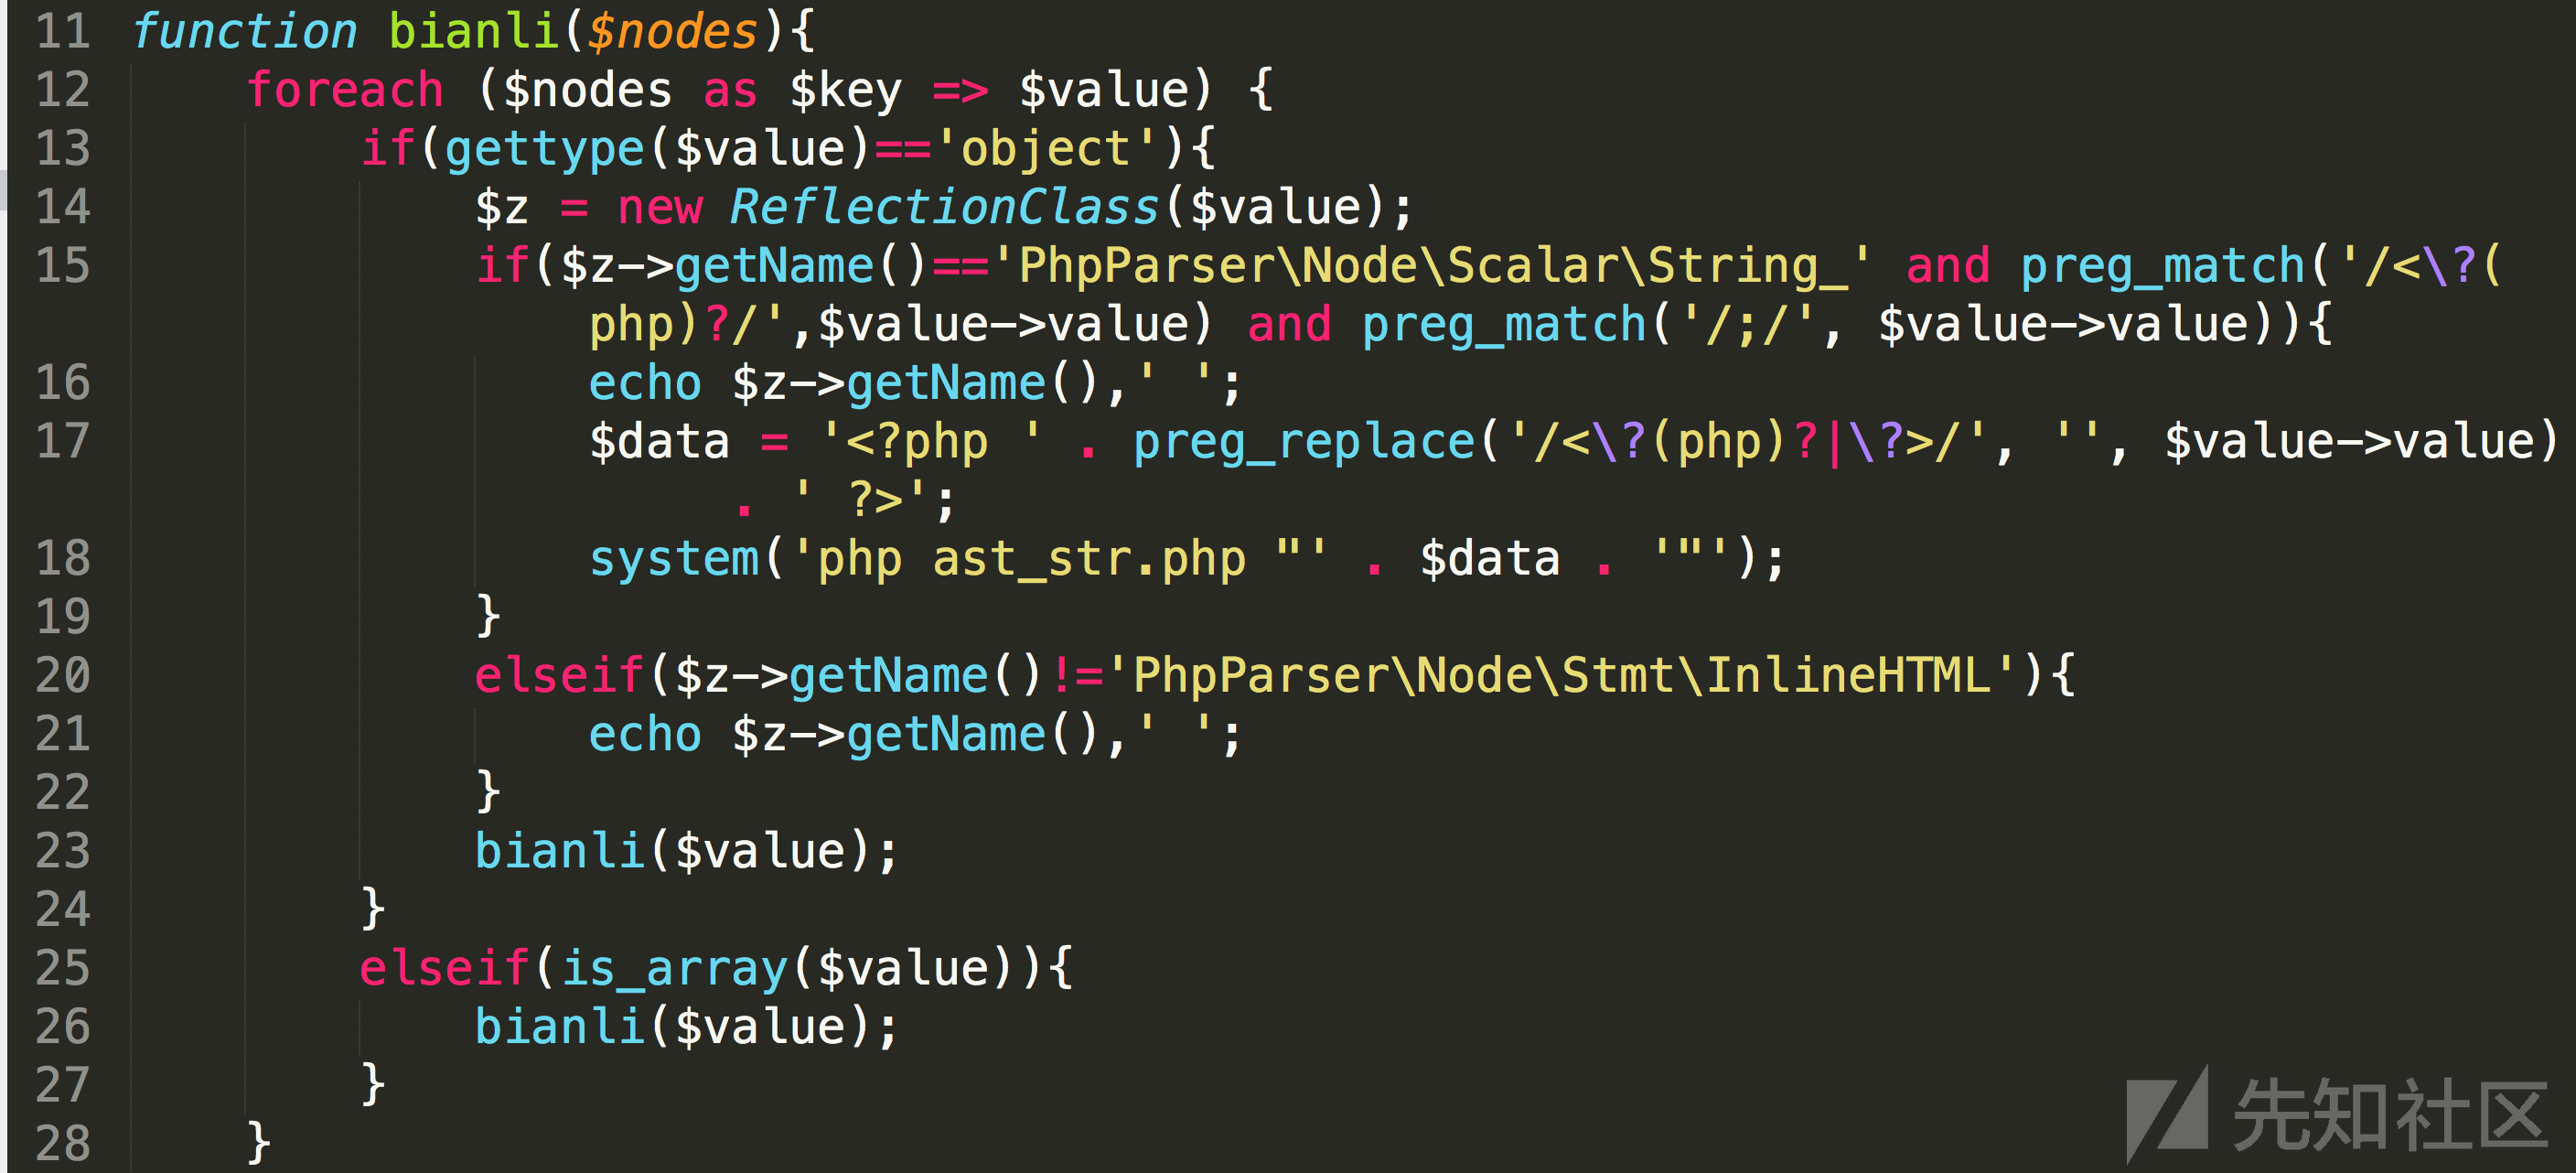 11 function bianli($nodes){
12 foreach ($nodes as $key => $value) {
13 if(gettype($value)=='object'){
14 $z = new ReflectionClass($value);
15 if($z->getName()=='PhpParser\Node\Scalar\String_' and preg_match('/<\?(
php)?/',$value->value) and preg_match('/;/', $value->value)){
16 echo $z->getName(),' ';
17 $data = '<?php ' . preg_replace('/<\?(php)?|\?>/', '', $value->value)
. ' ?>';
18 system('php ast_str.php "' . $data . '"');
19 }
20 elseif($z->getName()!='PhpParser\Node\Stmt\InlineHTML'){
21 echo $z->getName(),' ';
22 }
23 bianli($value);
24 }
25 elseif(is_array($value)){
26 bianli($value);
27 }
28 }
先知社区